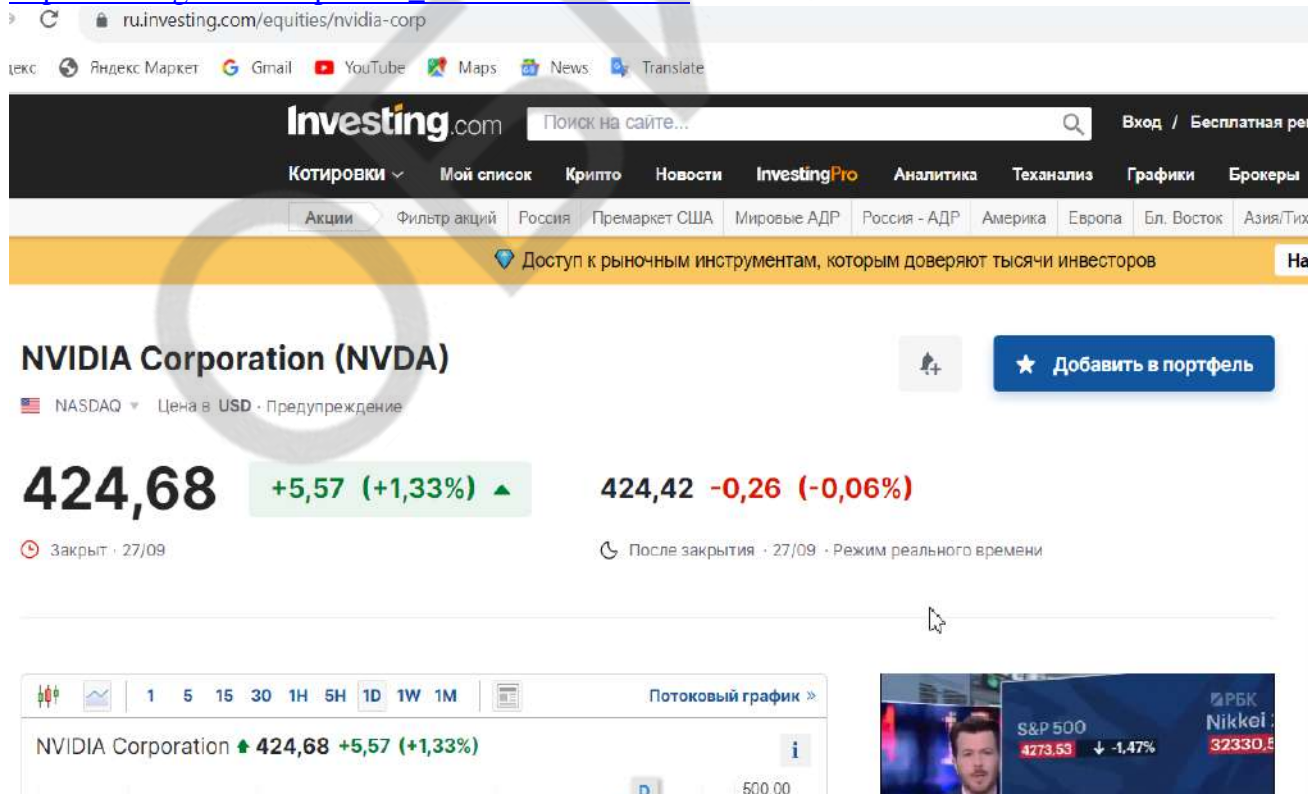 ru.investing.com/equities/nvidia-corp
Яндекс Маркет Gmail YouTube Maps News Translate
Investing.com Поиск на сайте... Вход / Бесплатная
Котировки Мой список Крипто Новости InvestingPro Аналитика Теханализ Графики Брокеры
Акции Фильтр акций Россия Премаркет США Мировые АДР Россия - АДР Америка Европа Бл. Восток Азия/Тих
Доступ к рыночным инструментам, которым доверяют тысячи инвесторов На
NVIDIA Corporation (NVDA)
Добавить в портфель
NASDAQ Цена в USD · Предупреждение
424,68 +5,57 (+1,33%) 424,42 -0,26 (-0,06%)
Закрыт · 27/09 После закрытия · 27/09 · Режим реального времени
1 5 15 30 1H 5H 1D 1W 1M Потоковый график »
NVIDIA Corporation 424,68 +5,57 (+1,33%) i
D 500,00
РБК
S&P 500 Nikkei
4273,53 ↓ -1,47% 32330,5